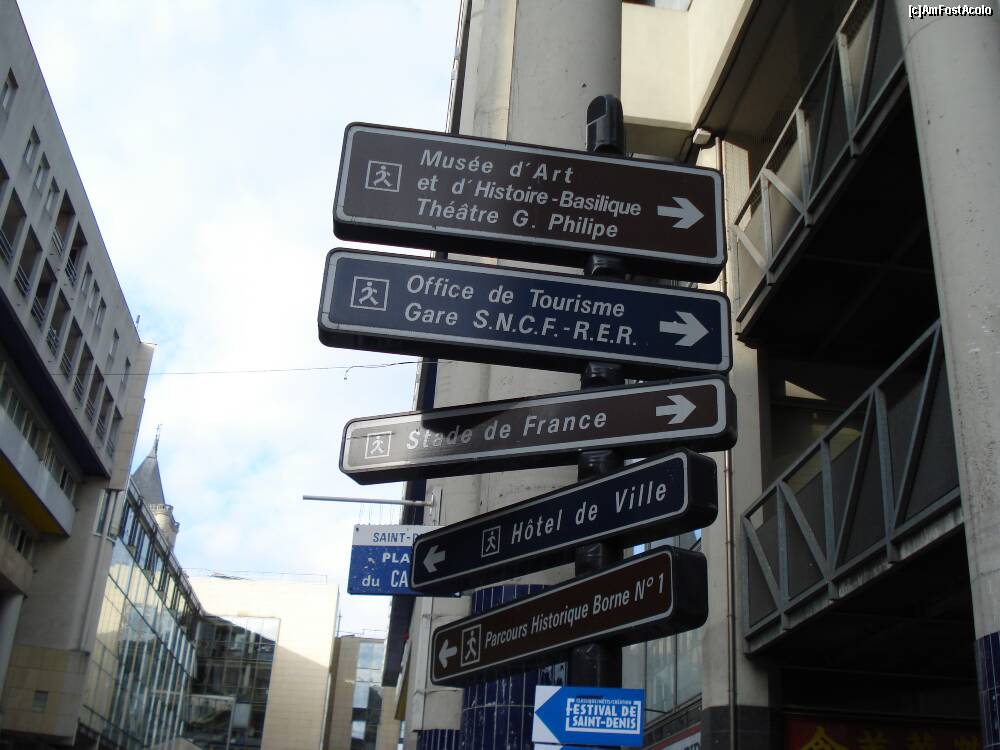 [c]AmFostAcolo
Musée d'Art
et d'Histoire-Basilique
Théâtre G. Philipe
Office de Tourisme
Gare S.N.C.F.-R.E.R.
Stade de France
Hôtel de Ville
SAINT-
PLA
du CA
Parcours Historique Borne N°1
FESTIVAL DE
SAINT-DENIS